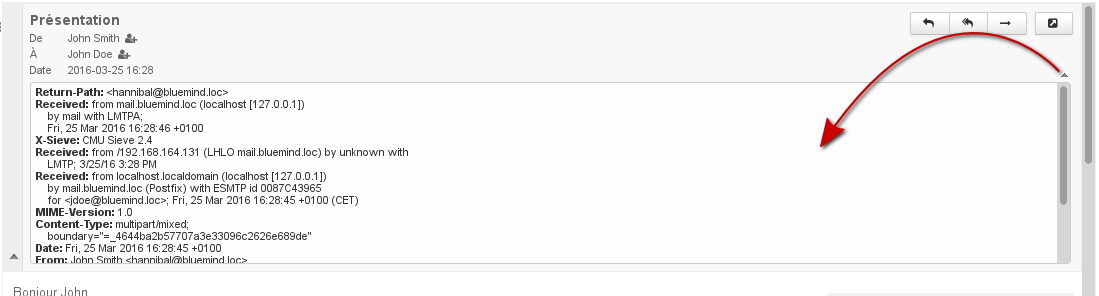 Présentation
De John Smith
À John Doe
Date 2016-03-25 16:28
Return-Path: <hannibal@bluemind.loc>
Received: from mail.bluemind.loc (localhost [127.0.0.1])
by mail with LMTPA;
Fri, 25 Mar 2016 16:28:46 +0100
X-Sieve: CMU Sieve 2.4
Received: from /192.168.164.131 (LHLO mail.bluemind.loc) by unknown with
LMTP; 3/25/16 3:28 PM
Received: from localhost.localdomain (localhost [127.0.0.1])
by mail.bluemind.loc (Postfix) with ESMTP id 0087C43965
for <jdoe@bluemind.loc>; Fri, 25 Mar 2016 16:28:45 +0100 (CET)
MIME-Version: 1.0
Content-Type: multipart/mixed;
boundary="=_4644ba2b57707a3e33096c2626e689de"
Date: Fri, 25 Mar 2016 16:28:45 +0100
From: John Smith <hannibal@bluemind.loc>
Bonjour John